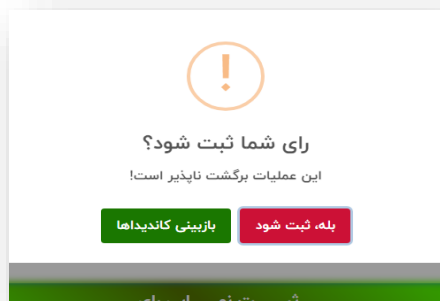 !
رای شما ثبت شود؟
این عملیات برگشت ناپذیر است!
بله، ثبت شود
بازبینی کاندیداها